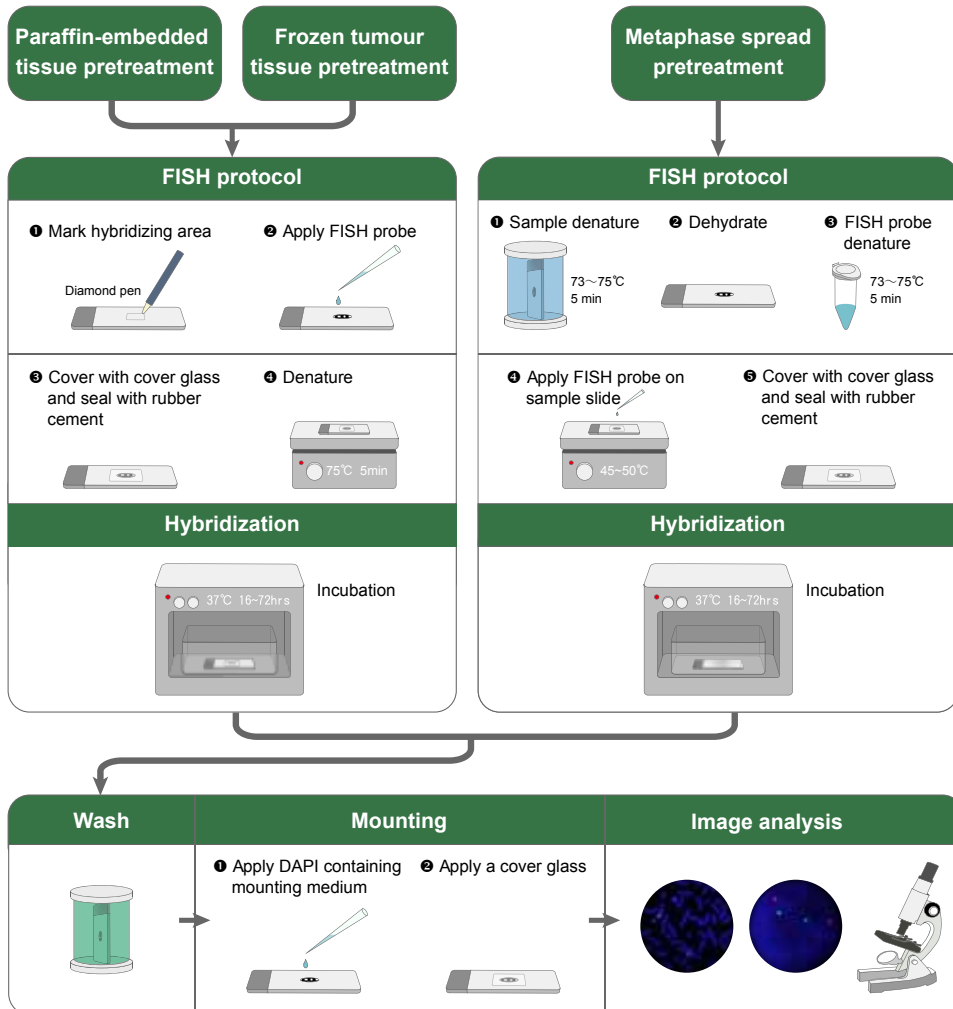 Paraffin-embedded
tissue pretreatment
Frozen tumour
tissue pretreatment
Metaphase spread
pretreatment
FISH protocol
❶ Mark hybridizing area
Diamond pen
❷ Apply FISH probe
❸ Cover with cover glass
and seal with rubber
cement
❹ Denature
75℃ 5min
Hybridization
37℃ 16~72hrs
Incubation
FISH protocol
❶ Sample denature
73～75℃
5 min
❷ Dehydrate
❸ FISH probe
denature
73～75℃
5 min
❹ Apply FISH probe on
sample slide
45~50℃
❺ Cover with cover glass
and seal with rubber
cement
Hybridization
37℃ 16~72hrs
Incubation
Wash
Mounting
❶ Apply DAPI containing
mounting medium
❷ Apply a cover glass
Image analysis